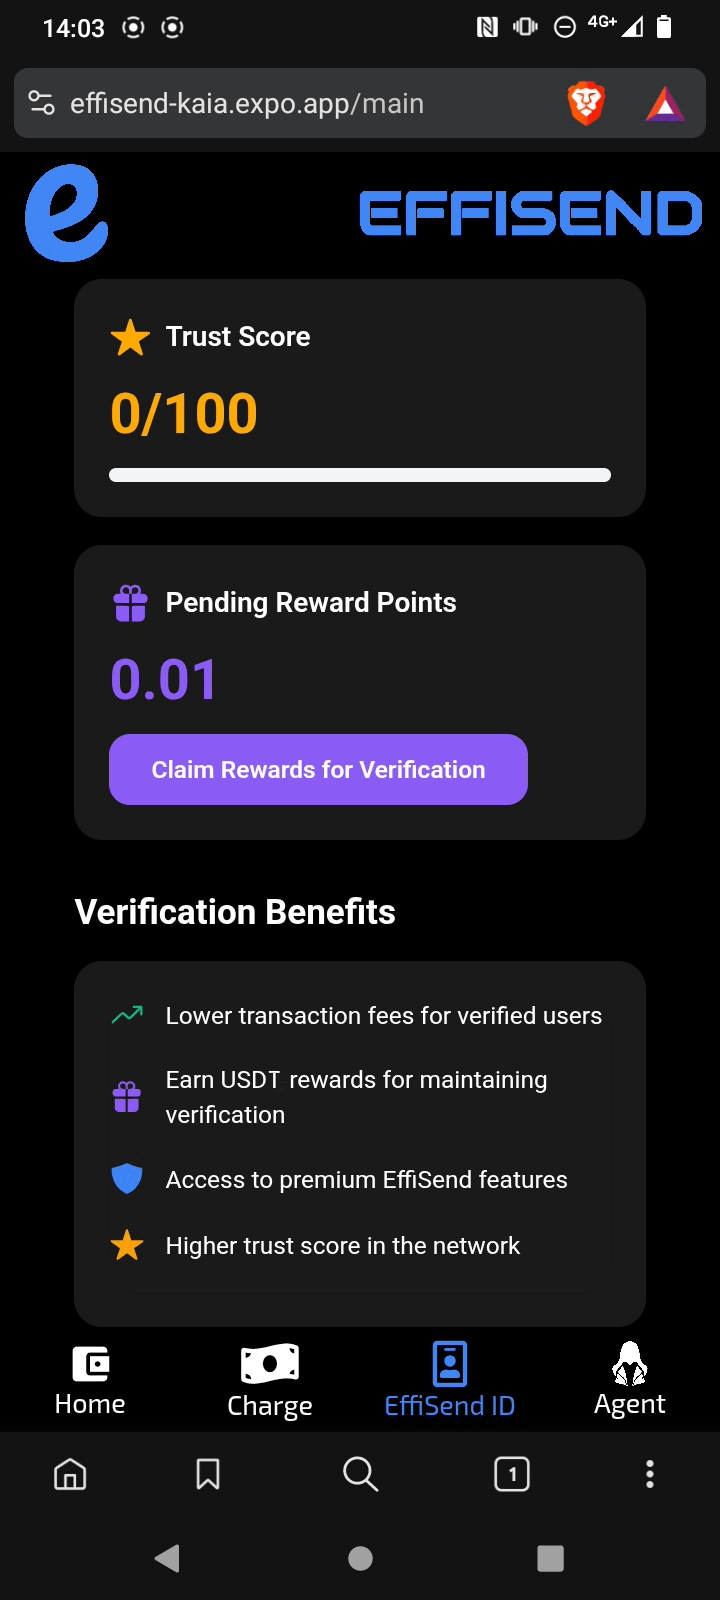 14:03
4G+
effisend-kaia.expo.app/main
e
EFFISEND
Trust Score
0/100
Pending Reward Points
0.01
Claim Rewards for Verification
Verification Benefits
Lower transaction fees for verified users
Earn USDT rewards for maintaining
verification
Access to premium EffiSend features
Higher trust score in the network
Home
Charge
EffiSend ID
Agent
1